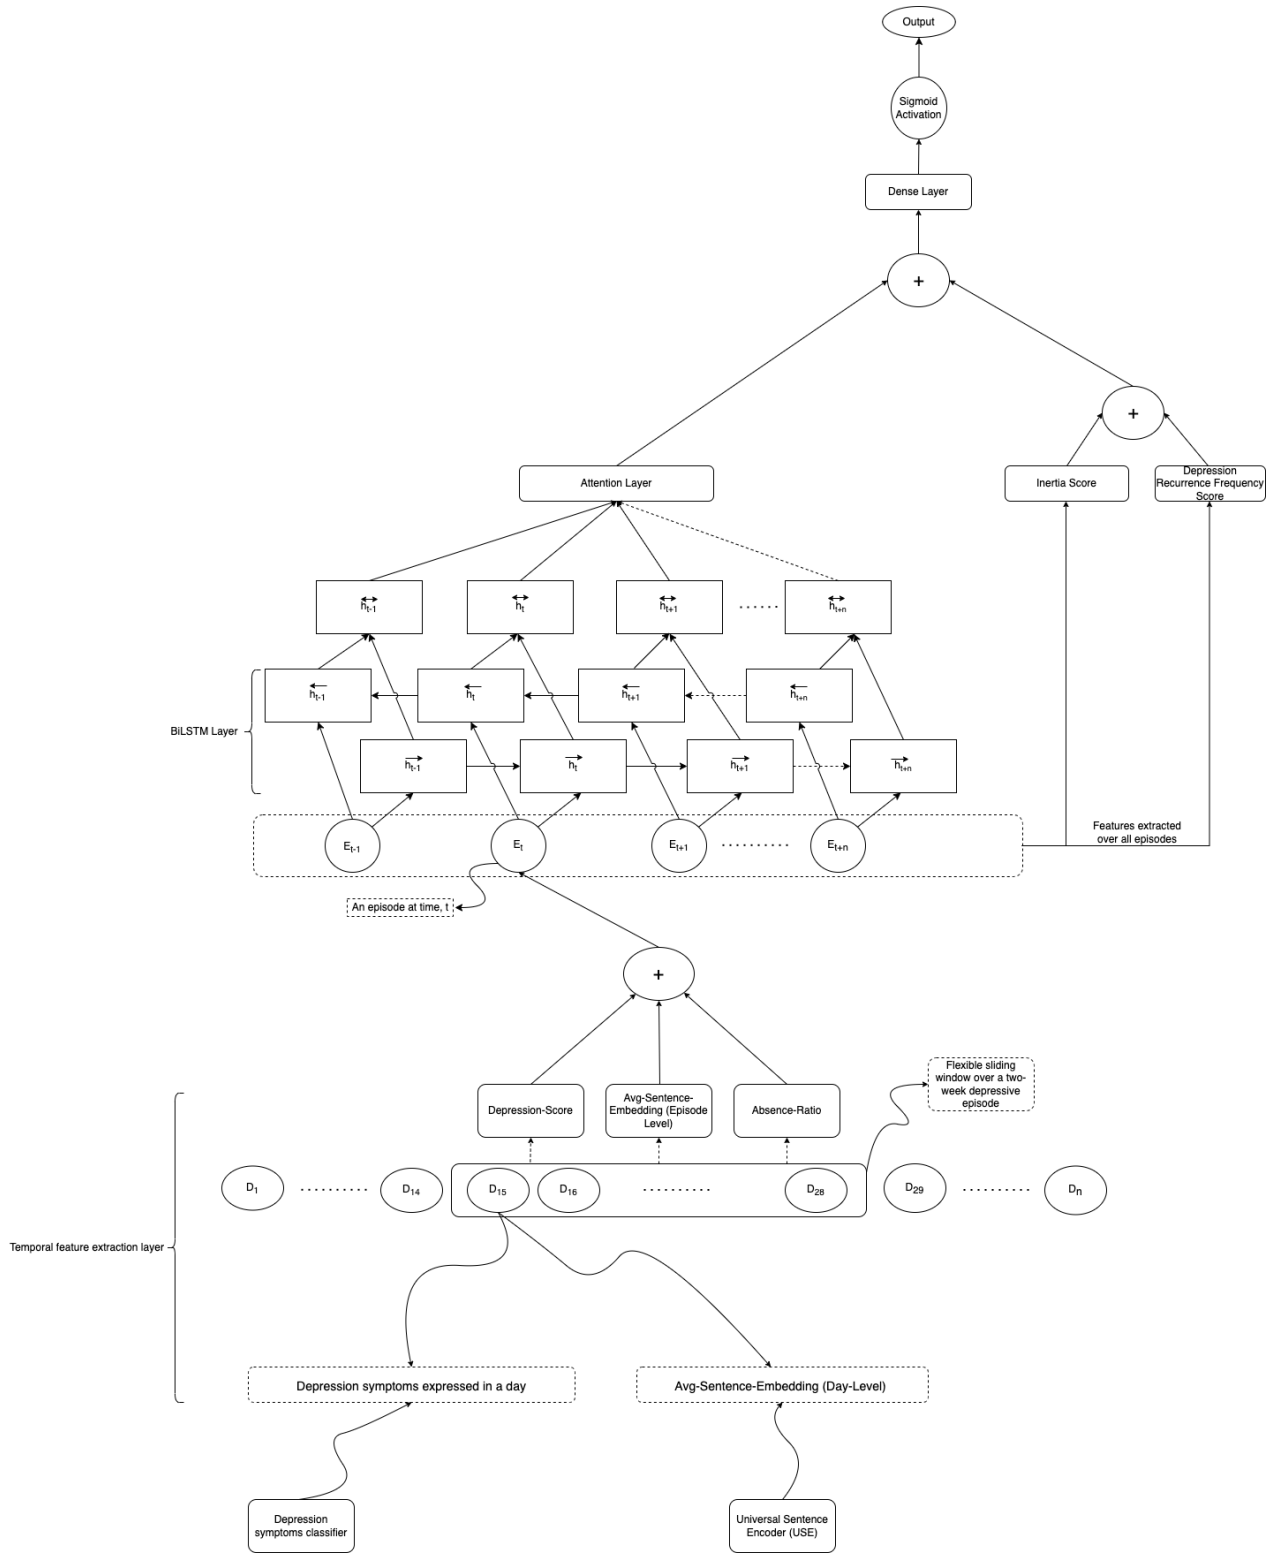 Output
Sigmoid
Activation
Dense Layer
+
+
Attention Layer
Inertia Score
Depression
Recurrence Frequency
Score
h t-1
h t
h t+1
......
h t+n
BiLSTM Layer
h t-1
h t
h t+1
h t+n
h t-1
h t
h t+1
h t+n
E t-1
E t
E t+1
..........
E t+n
Features extracted
over all episodes
An episode at time, t
+
Flexible sliding
window over a two-
week depressive
episode
Depression-Score
Avg-Sentence-
Embedding (Episode
Level)
Absence-Ratio
D1
..........
D14
D15
D16
..........
D28
D29
..........
Dn
Temporal feature extraction layer
Depression symptoms expressed in a day
Avg-Sentence-Embedding (Day-Level)
Depression
symptoms classifier
Universal Sentence
Encoder (USE)